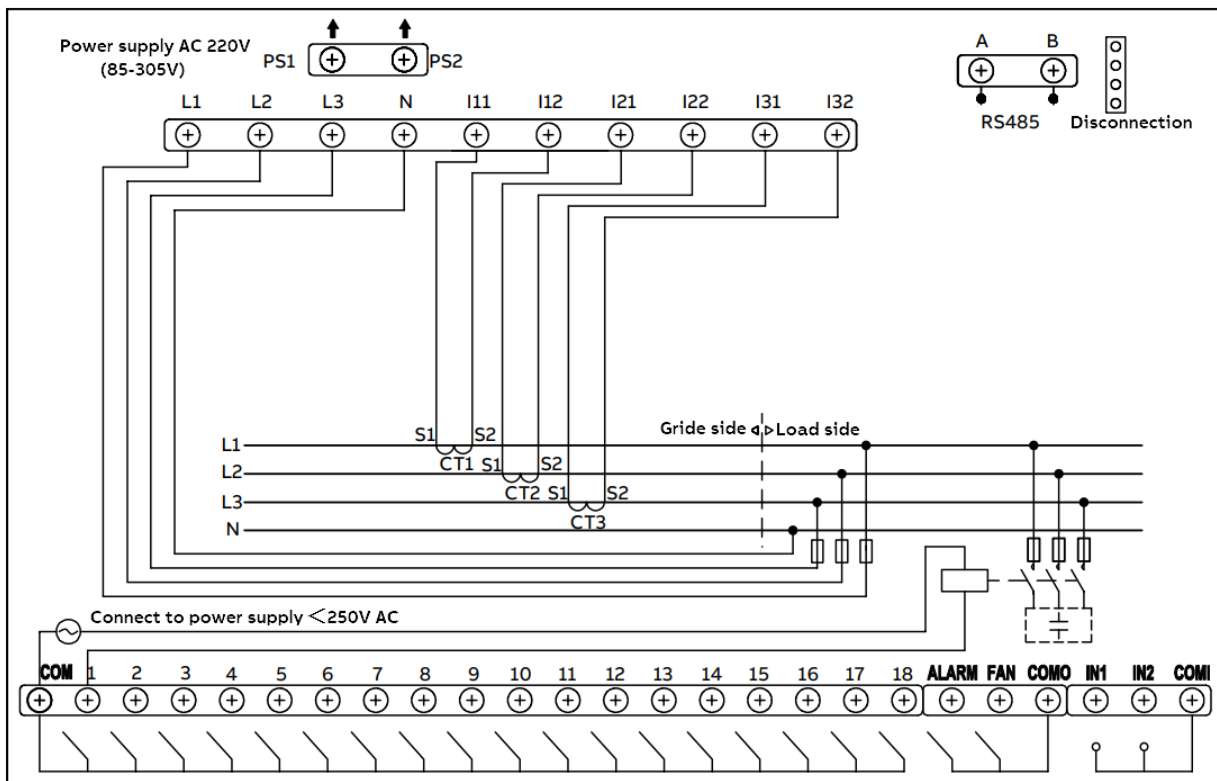 Power supply AC 220V
(85-305V)
PS1
PS2
A
B
RS485
Disconnection
L1
L2
L3
N
I11
I12
I21
I22
I31
I32
Gride side
Load side
L1
S1
S2
CT1
L2
S1
S2
CT2
L3
S1
S2
CT3
N
Connect to power supply <250V AC
COM
1
2
3
4
5
6
7
8
9
10
11
12
13
14
15
16
17
18
ALARM
FAN
COMO
IN1
IN2
COMI